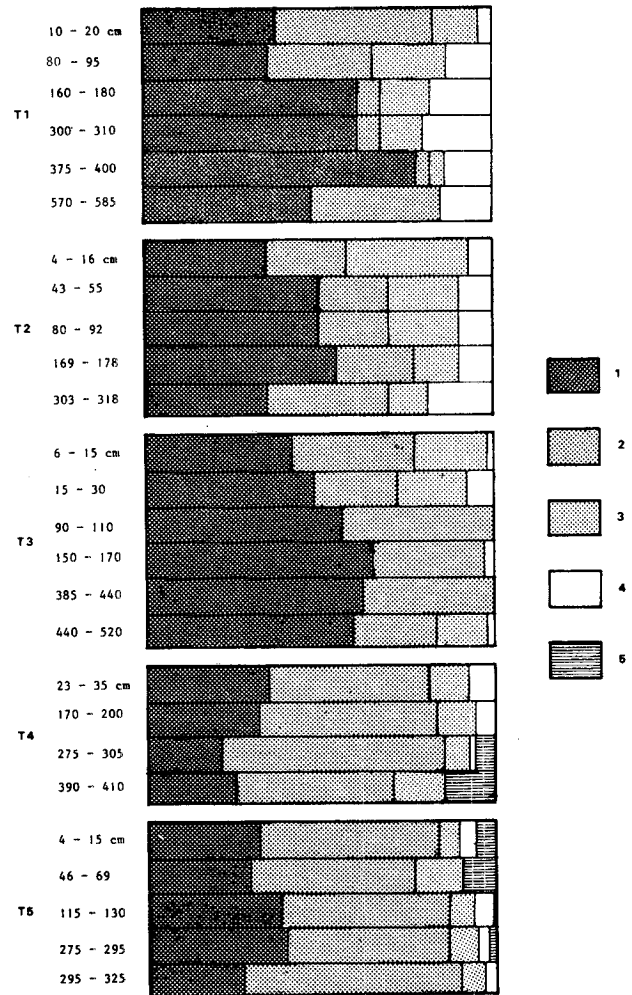 10 - 20 cm
80 - 95
160 - 180
T1
300 - 310
375 - 400
570 - 585
4 - 16 cm
43 - 55
T2
80 - 92
169 - 178
303 - 318
6 - 15 cm
15 - 30
90 - 110
T3
150 - 170
385 - 440
440 - 520
23 - 35 cm
170 - 200
T4
275 - 305
390 - 410
4 - 15 cm
46 - 69
T5
115 - 130
275 - 295
295 - 325
1
2
3
4
5